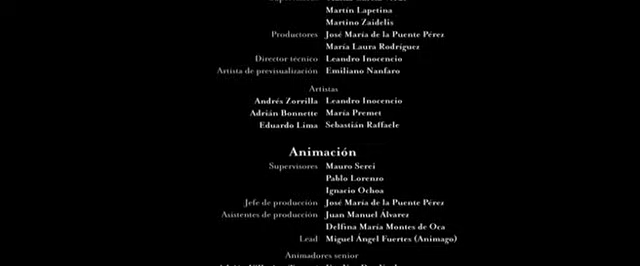 Martín Lapetina
Martino Zaidelis
Productores José María de la Puente Pérez
María Laura Rodríguez
Director técnico Leandro Inocencio
Artista de previsualización Emiliano Nanfaro
Artistas
Andrés Zorrilla Leandro Inocencio
Adrián Bonnette María Premet
Eduardo Lima Sebastián Raffaele
Animación
Supervisores Mauro Serei
Pablo Lorenzo
Ignacio Ochoa
Jefe de producción José María de la Puente Pérez
Asistentes de producción Juan Manuel Álvarez
Delfina María Montes de Oca
Lead Miguel Ángel Fuertes (Animago)
Animadores senior